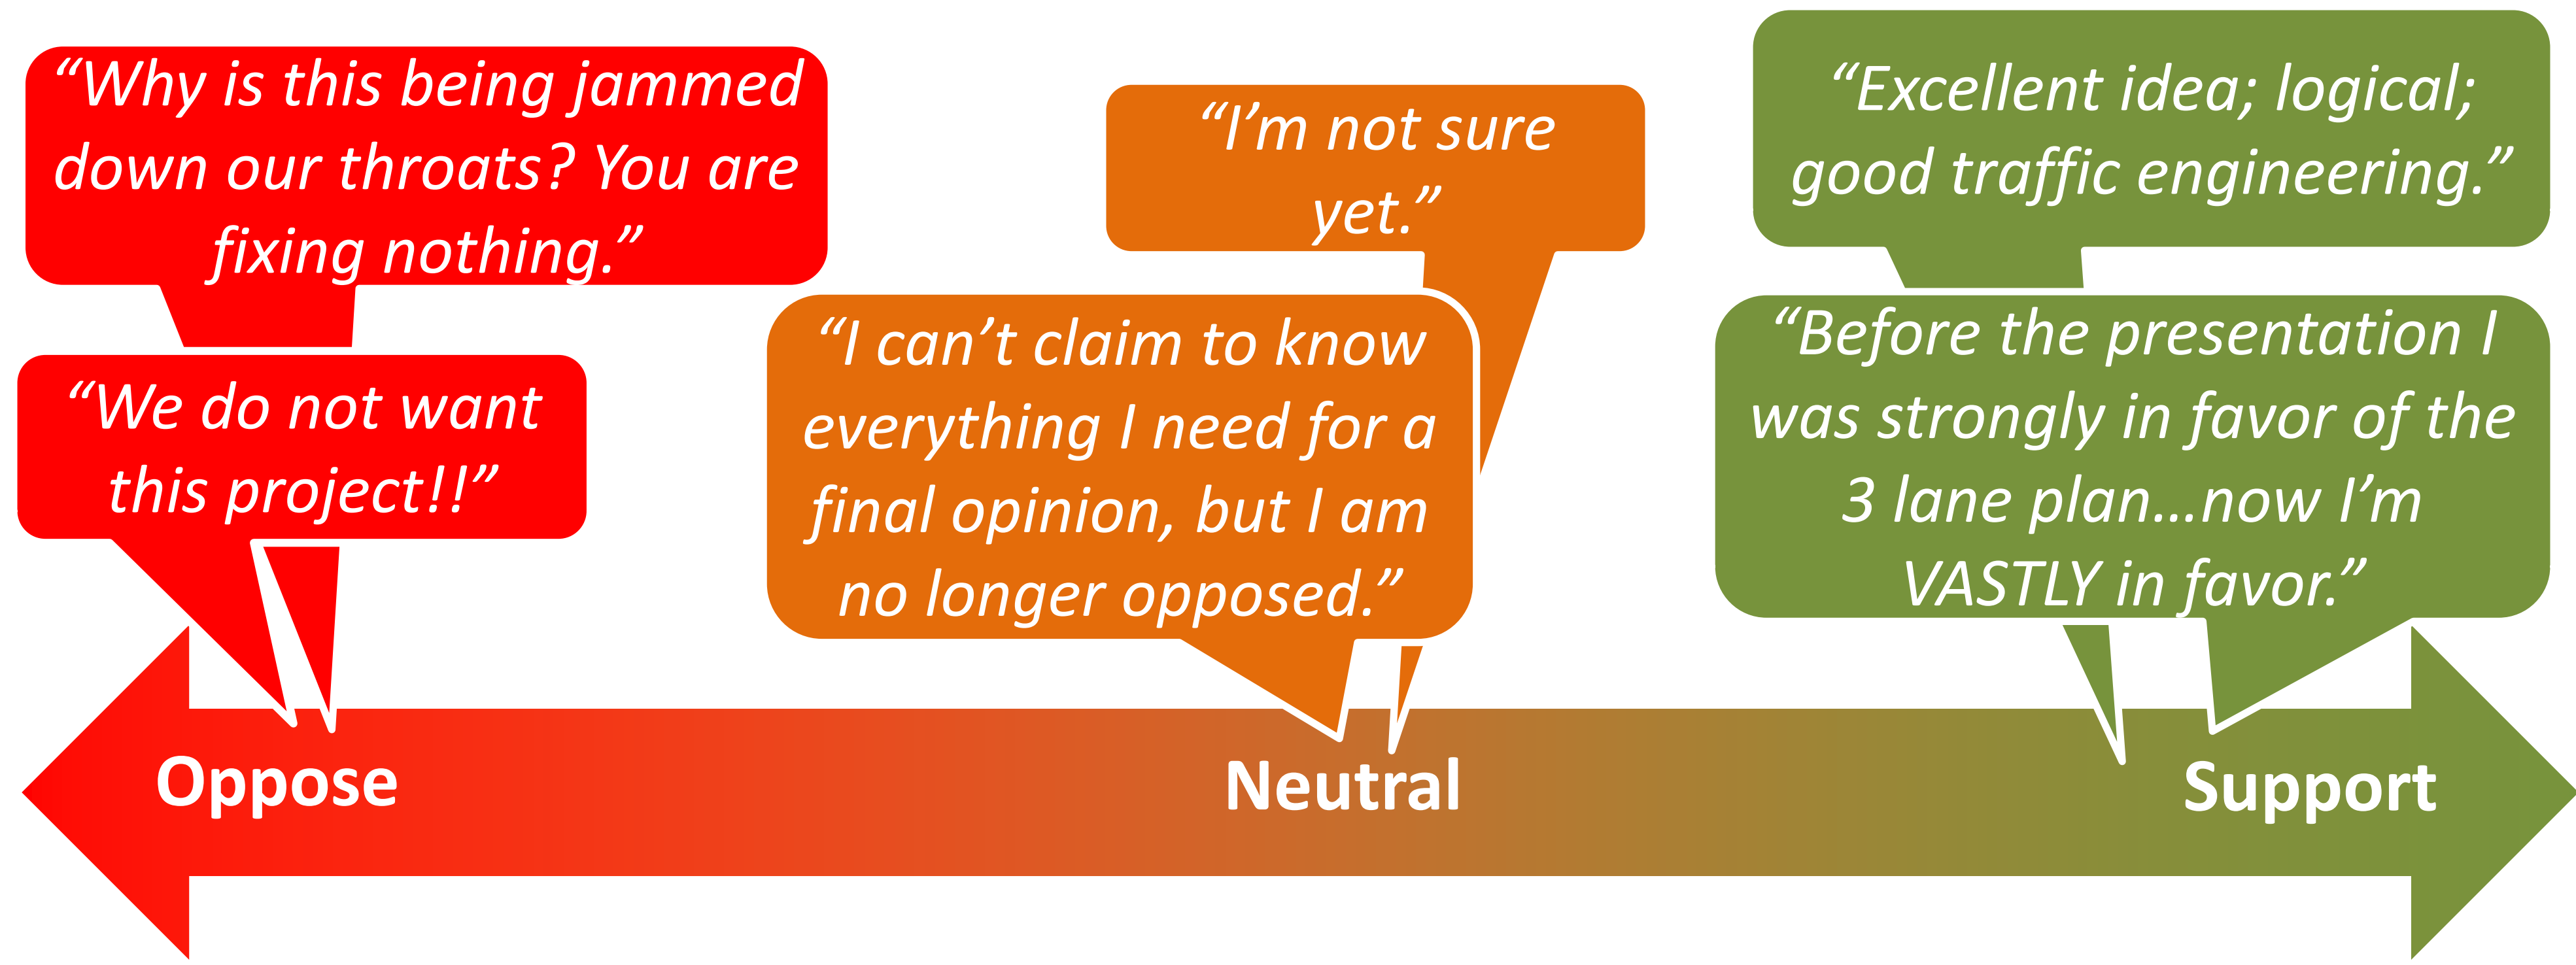 “Why is this being jammed
down our throats? You are
fixing nothing.”
“We do not want
this project!!”
“I’m not sure
yet.”
“I can’t claim to know
everything I need for a
final opinion, but I am
no longer opposed.”
“Excellent idea; logical;
good traffic engineering.”
“Before the presentation I
was strongly in favor of the
3 lane plan…now I’m
VASTLY in favor.”
Oppose
Neutral
Support